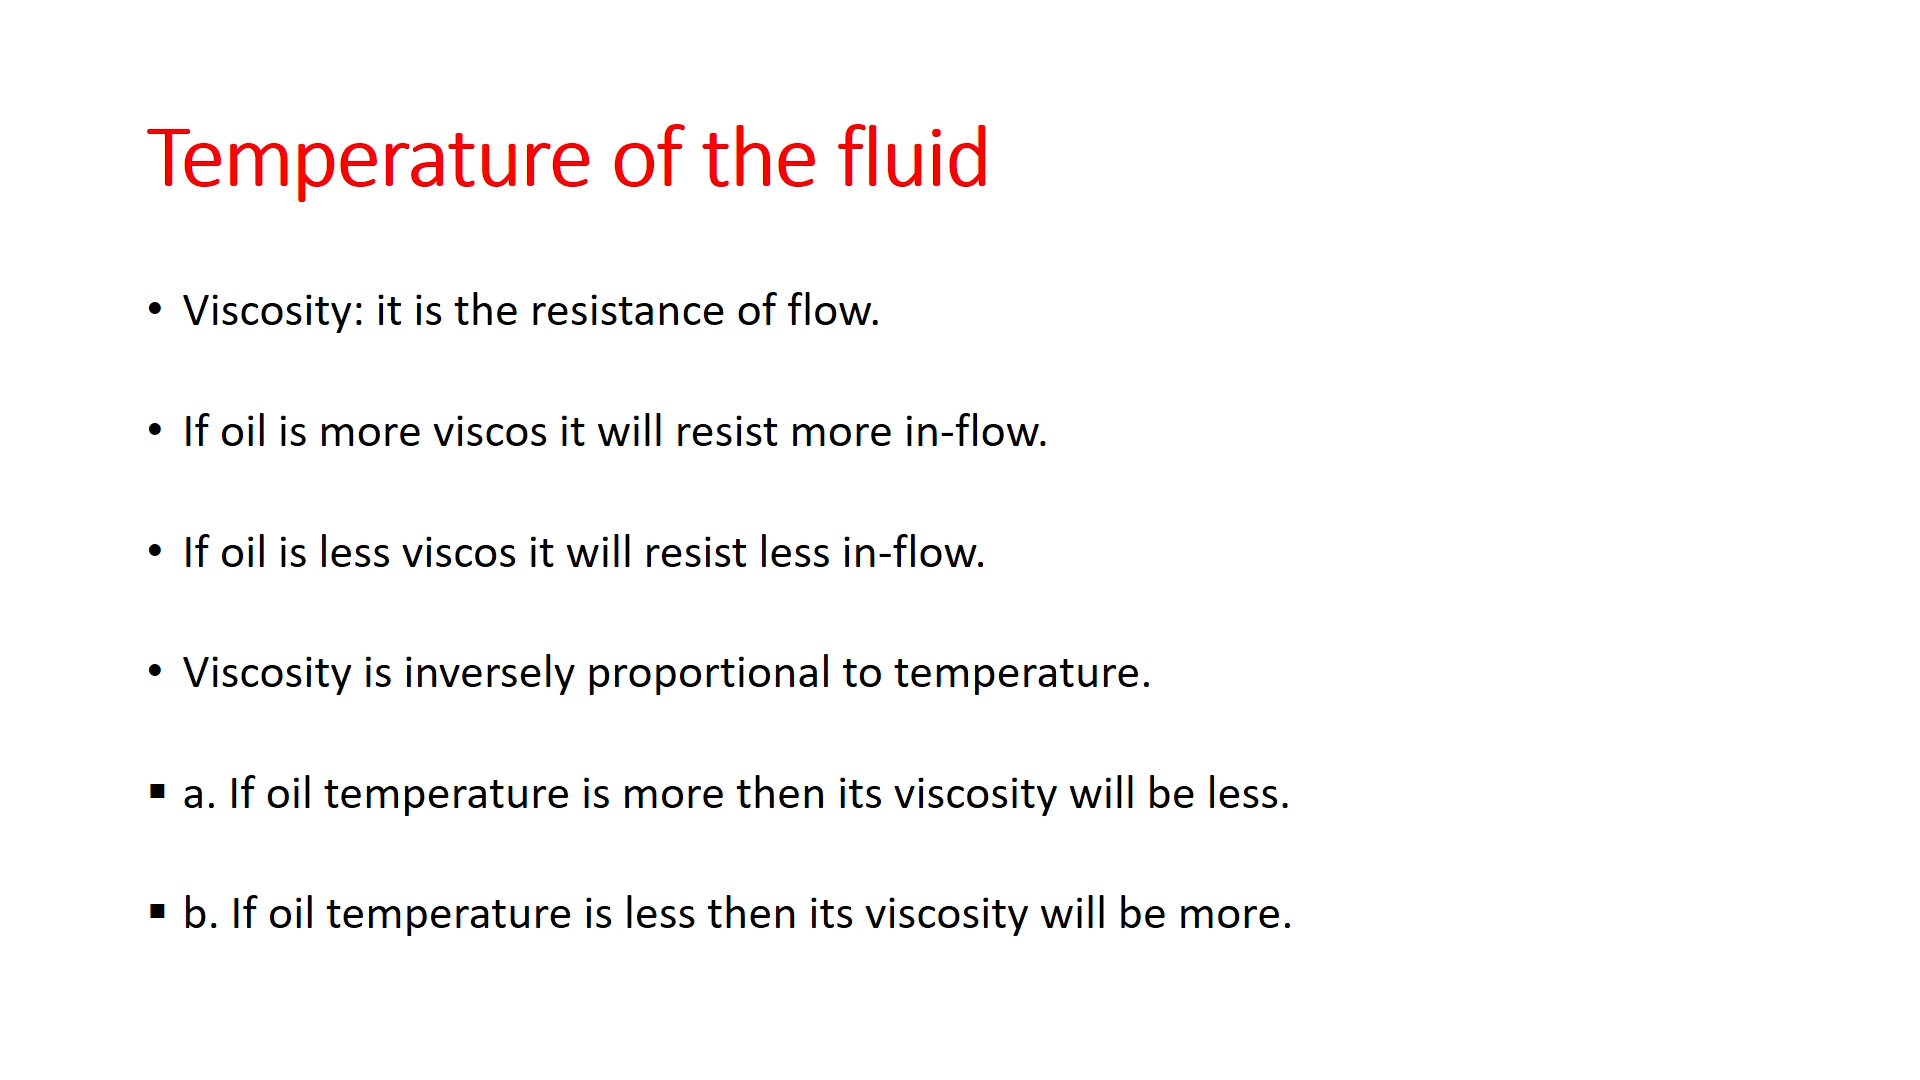 Temperature of the fluid
• Viscosity: it is the resistance of flow.
• If oil is more viscos it will resist more in-flow.
• If oil is less viscos it will resist less in-flow.
• Viscosity is inversely proportional to temperature.
▪ a. If oil temperature is more then its viscosity will be less.
▪ b. If oil temperature is less then its viscosity will be more.